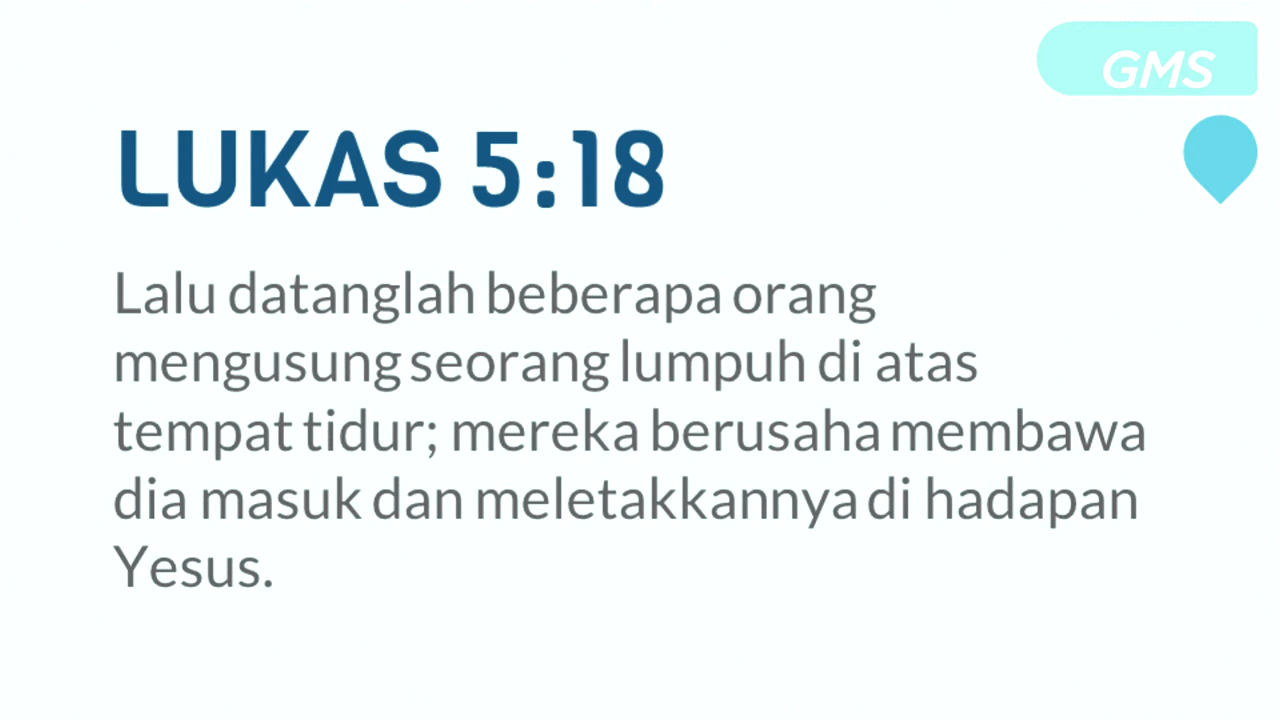 GMS
LUKAS 5:18
Lalu datanglah beberapa orang
mengusung seorang lumpuh di atas
tempat tidur; mereka berusaha membawa
dia masuk dan meletakkannya di hadapan
Yesus.